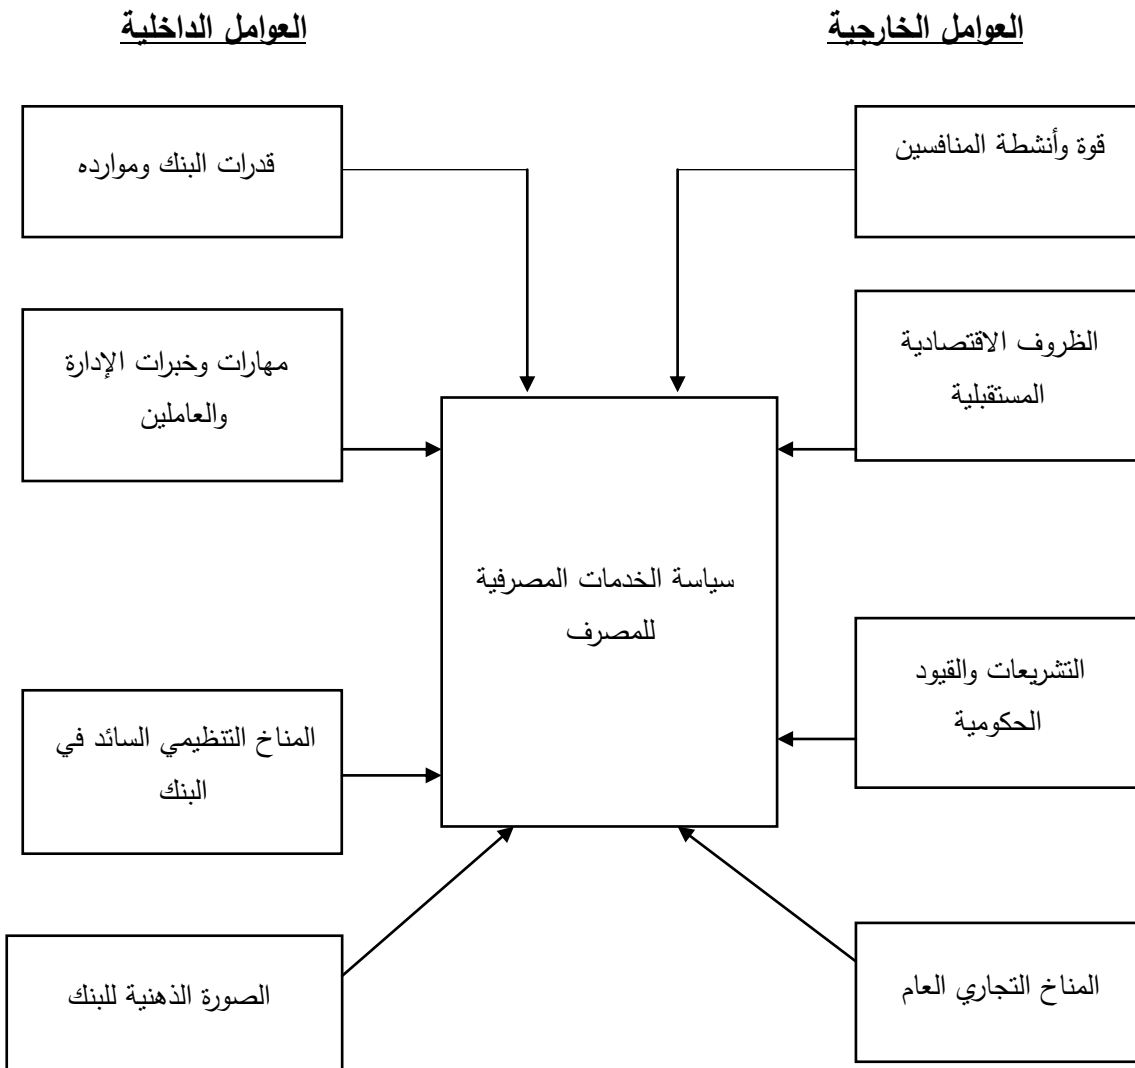 العوامل الخارجية
العوامل الداخلية
قوة وأنشطة المنافسين
قدرات البنك وموارده
الظروف الاقتصادية
المستقبلية
مهارات وخبرات الإدارة
والعاملين
سياسة الخدمات المصرفية
للمصرف
التشريعات والقيود
الحكومية
المناخ التنظيمي السائد في
البنك
المناخ التجاري العام
الصورة الذهنية للبنك